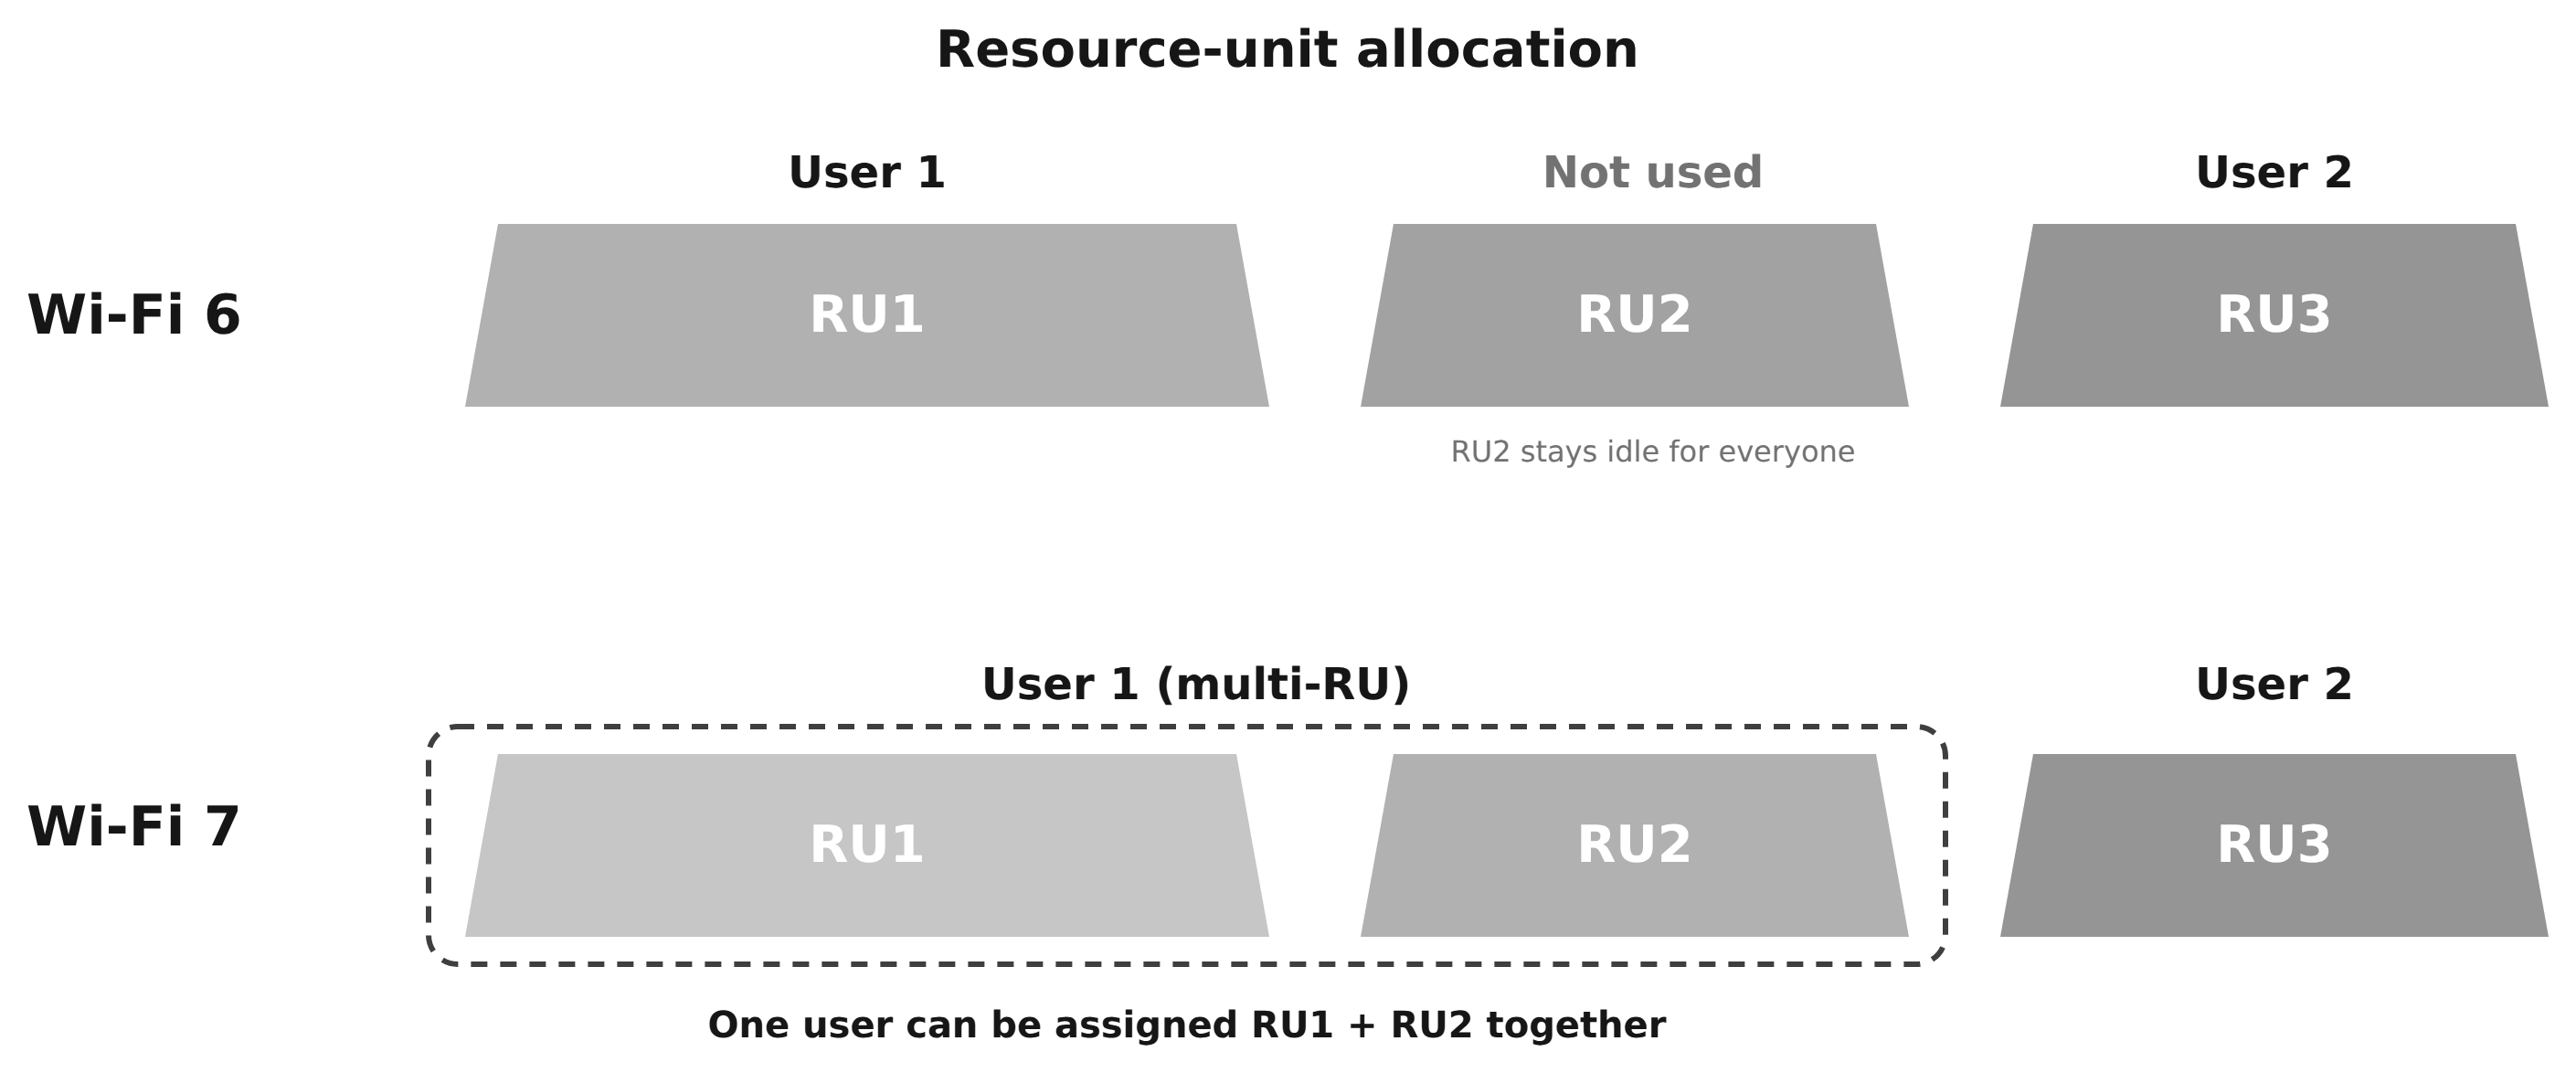 Resource-unit allocation
User 1
Not used
User 2
Wi-Fi 6
RU1
RU2
RU3
RU2 stays idle for everyone
User 1 (multi-RU)
User 2
Wi-Fi 7
RU1
RU2
RU3
One user can be assigned RU1 + RU2 together